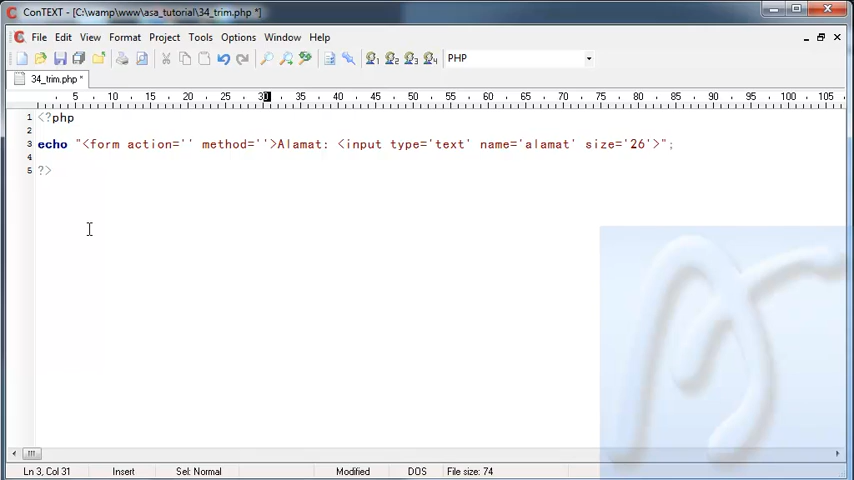 ConTEXT - [C:\wamp\www\asa_tutorial\34_trim.php *]
File Edit View Format Project Tools Options Window Help
PHP
34_trim.php *
5 10 15 20 25 30 35 40 45 50 55 60 65 70 75 80 85 90 95 100 105
1 <?php
2
3 echo "<form action='' method=''>Alamat: <input type='text' name='alamat' size='26'>";
4
5 ?>
Ln 3, Col 31 Insert Sel: Normal Modified DOS File size: 74